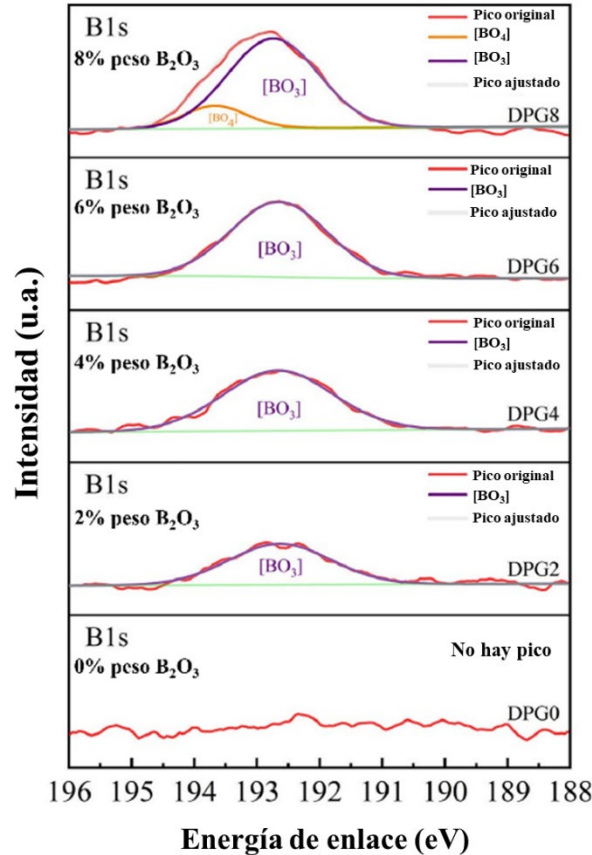 Intensidad (u.a.)
B1s
8% peso B₂O₃
Pico original
[BO₄]
[BO₃]
Pico ajustado
[BO₃]
[BO₄]
DPG8
B1s
6% peso B₂O₃
Pico original
[BO₃]
Pico ajustado
[BO₃]
DPG6
B1s
4% peso B₂O₃
Pico original
[BO₃]
Pico ajustado
[BO₃]
DPG4
B1s
2% peso B₂O₃
Pico original
[BO₃]
Pico ajustado
[BO₃]
DPG2
B1s
0% peso B₂O₃
No hay pico
DPG0
196 195 194 193 192 191 190 189 188
Energía de enlace (eV)